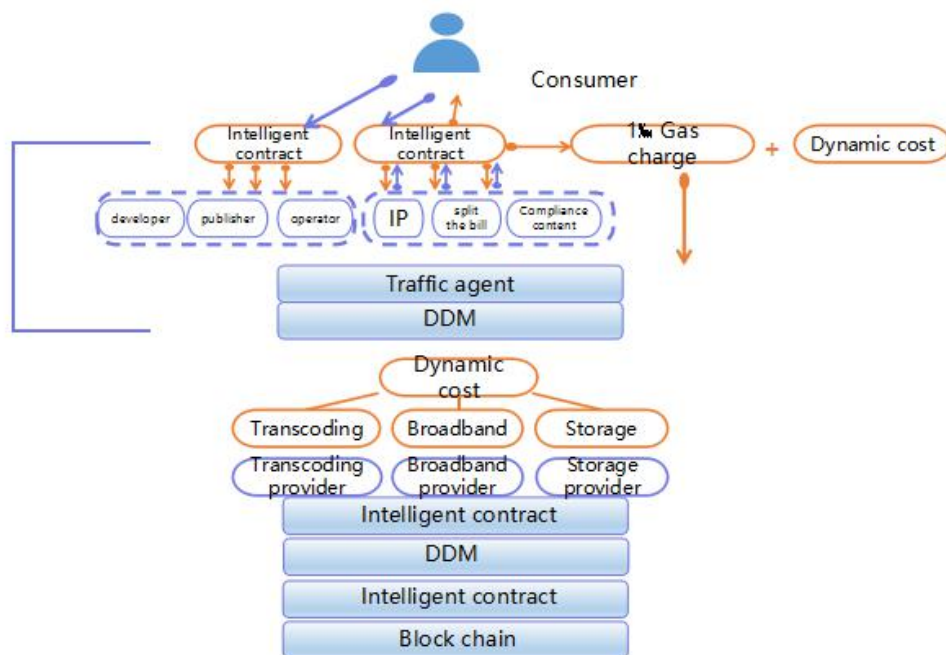 Consumer
Intelligent
contract
Intelligent
contract
1‰ Gas
charge
+
Dynamic cost
developer
publisher
operator
IP
split
the bill
Compliance
content
Traffic agent
DDM
Dynamic
cost
Transcoding
Broadband
Storage
Transcoding
provider
Broadband
provider
Storage
provider
Intelligent contract
DDM
Intelligent contract
Block chain